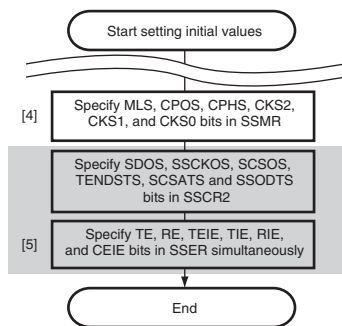 Start setting initial values
[4]
Specify MLS, CPOS, CPHS, CKS2,
CKS1, and CKS0 bits in SSMR
Specify SDOS, SSCKOS, SCSOS,
TENDSTS, SCSATS and SSODTS
bits in SSCR2
[5]
Specify TE, RE, TEIE, TIE, RIE,
and CEIE bits in SSER simultaneously
End